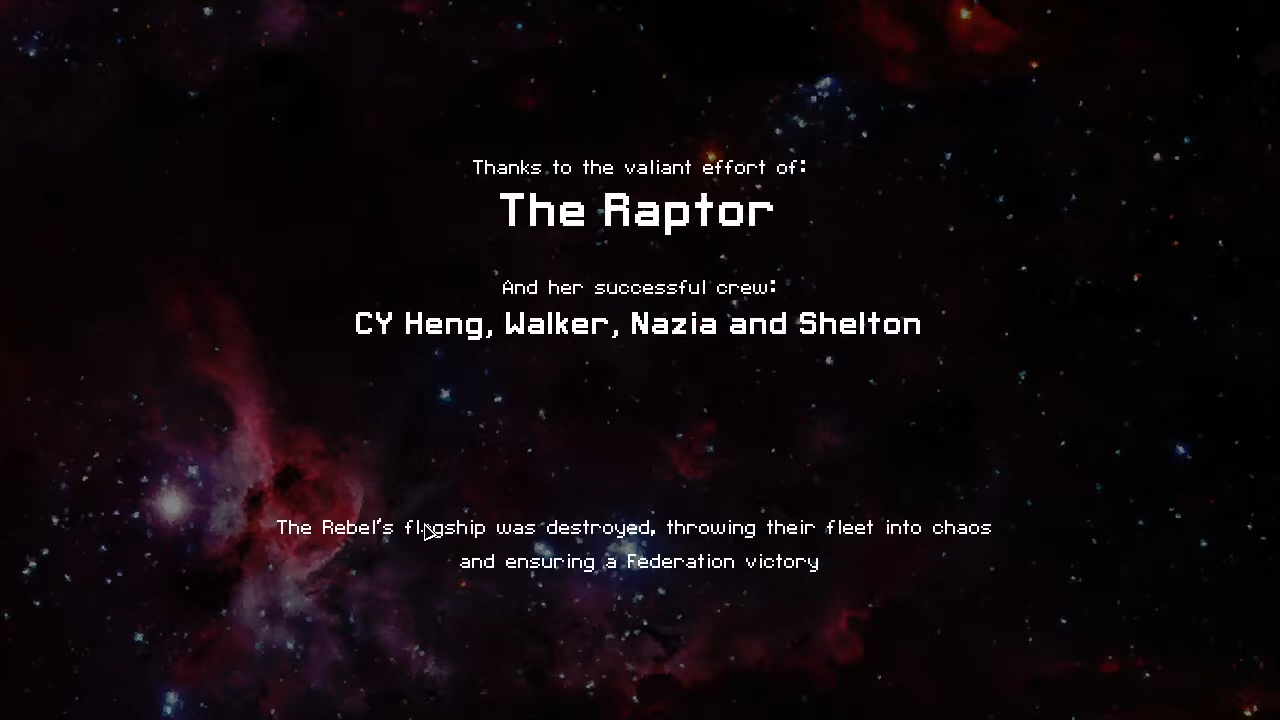 Thanks to the valiant effort of:
The Raptor
And her successful crew:
CY Heng, Walker, Nazia and Shelton
The Rebel's flagship was destroyed, throwing their fleet into chaos
and ensuring a Federation victory